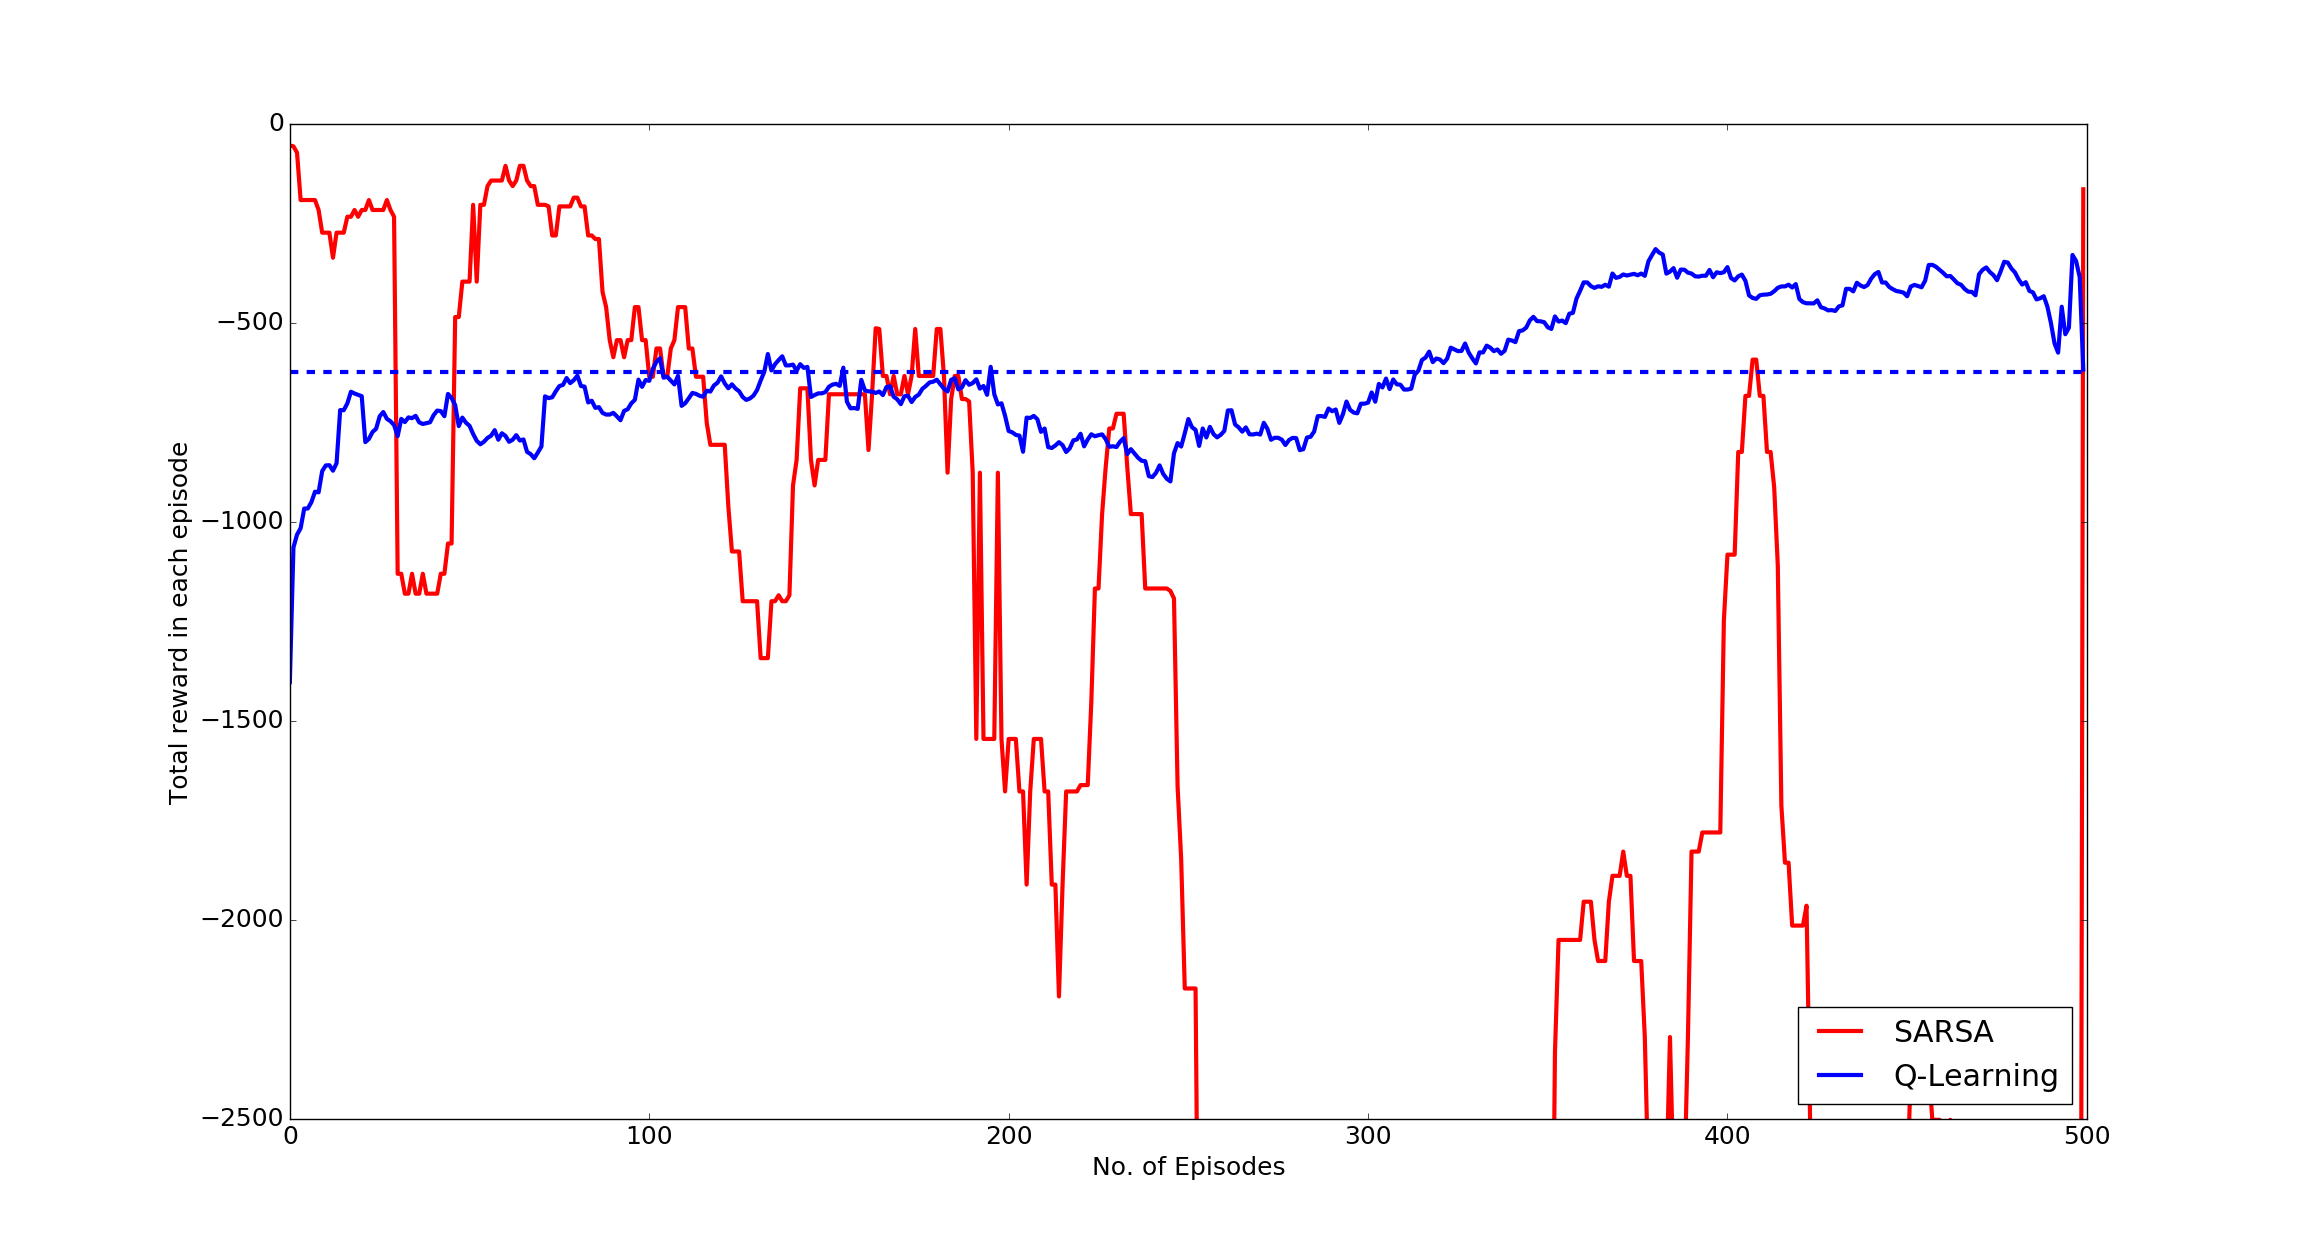 0
−500
−1000
−1500
−2000
−2500
Total reward in each episode
0 100 200 300 400 500
No. of Episodes
SARSA
Q-Learning